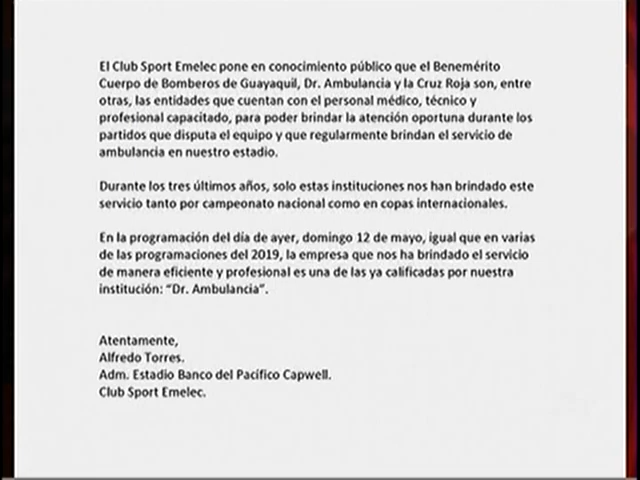 El Club Sport Emelec pone en conocimiento público que el Benemérito
Cuerpo de Bomberos de Guayaquil, Dr. Ambulancia y la Cruz Roja son, entre
otras, las entidades que cuentan con el personal médico, técnico y
profesional capacitado, para poder brindar la atención oportuna durante los
partidos que disputa el equipo y que regularmente brindan el servicio de
ambulancia en nuestro estadio.
Durante los tres últimos años, solo estas instituciones nos han brindado este
servicio tanto por campeonato nacional como en copas internacionales.
En la programación del día de ayer, domingo 12 de mayo, igual que en varias
de las programaciones del 2019, la empresa que nos ha brindado el servicio
de manera eficiente y profesional es una de las ya calificadas por nuestra
institución: “Dr. Ambulancia”.
Atentamente,
Alfredo Torres.
Adm. Estadio Banco del Pacífico Capwell.
Club Sport Emelec.